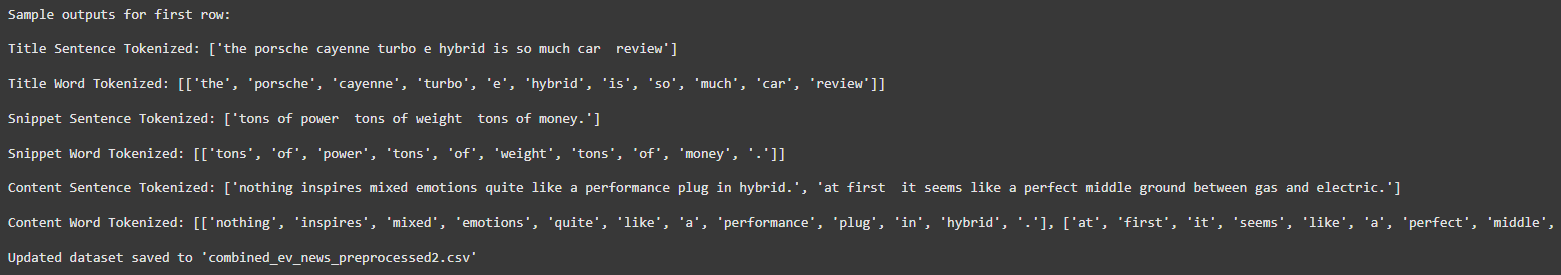 Sample outputs for first row:
Title Sentence Tokenized: ['the porsche cayenne turbo e hybrid is so much car  review']
Title Word Tokenized: [['the', 'porsche', 'cayenne', 'turbo', 'e', 'hybrid', 'is', 'so', 'much', 'car', 'review']]
Snippet Sentence Tokenized: ['tons of power  tons of weight  tons of money.']
Snippet Word Tokenized: [['tons', 'of', 'power', 'tons', 'of', 'weight', 'tons', 'of', 'money', '.']]
Content Sentence Tokenized: ['nothing inspires mixed emotions quite like a performance plug in hybrid.', 'at first  it seems like a perfect middle ground between gas and electric.']
Content Word Tokenized: [['nothing', 'inspires', 'mixed', 'emotions', 'quite', 'like', 'a', 'performance', 'plug', 'in', 'hybrid', '.'], ['at', 'first', 'it', 'seems', 'like', 'a', 'perfect', 'middle',
Updated dataset saved to 'combined_ev_news_preprocessed2.csv'